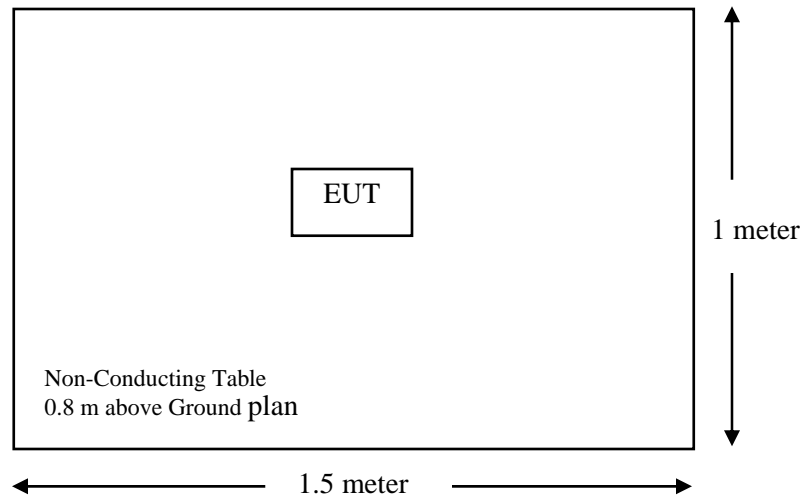 EUT
1 meter
Non-Conducting Table
0.8 m above Ground plan
1.5 meter